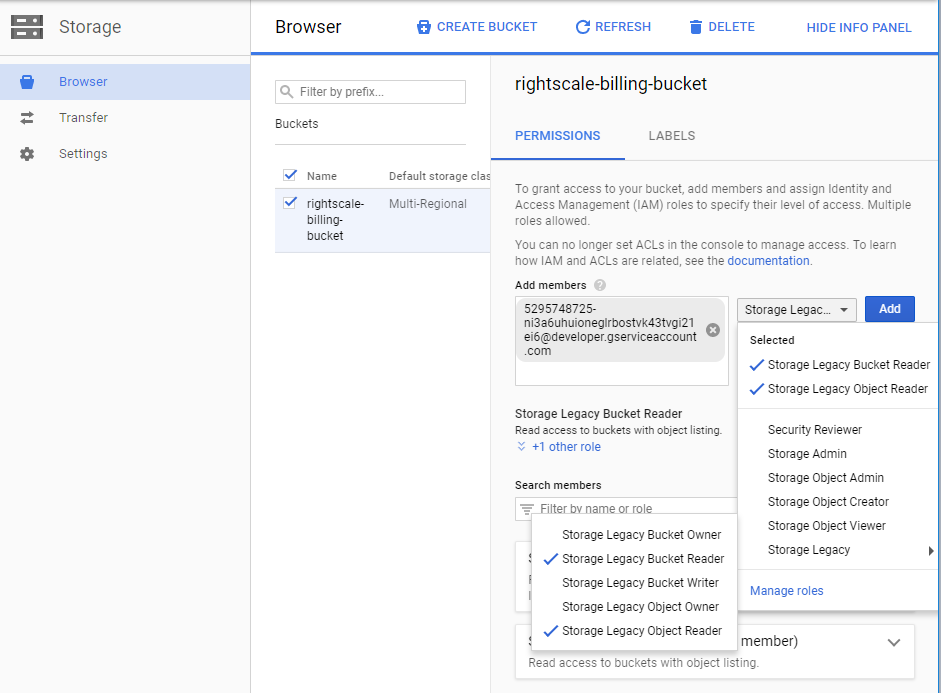 Storage
Browser
CREATE BUCKET
REFRESH
DELETE
HIDE INFO PANEL
Browser
Transfer
Settings
Filter by prefix...
Buckets
Name
Default storage clas
rightscale-
billing-
bucket
Multi-Regional
rightscale-billing-bucket
PERMISSIONS
LABELS
To grant access to your bucket, add members and assign Identity and
Access Management (IAM) roles to specify their level of access. Multiple
roles allowed.
You can no longer set ACLs in the console to manage access. To learn
how IAM and ACLs are related, see the documentation.
Add members
5295748725-
ni3a6uhuioneglrbostvk43tvgi21
ei6@developer.gserviceaccount
.com
Storage Legac...
Add
Selected
Storage Legacy Bucket Reader
Storage Legacy Object Reader
Security Reviewer
Storage Admin
Storage Object Admin
Storage Object Creator
Storage Object Viewer
Storage Legacy
Manage roles
Storage Legacy Bucket Reader
Read access to buckets with object listing.
+1 other role
Search members
Filter by name or role
Storage Legacy Bucket Owner
Storage Legacy Bucket Reader
Storage Legacy Bucket Writer
Storage Legacy Object Owner
Storage Legacy Object Reader
member)
Read access to buckets with object listing.